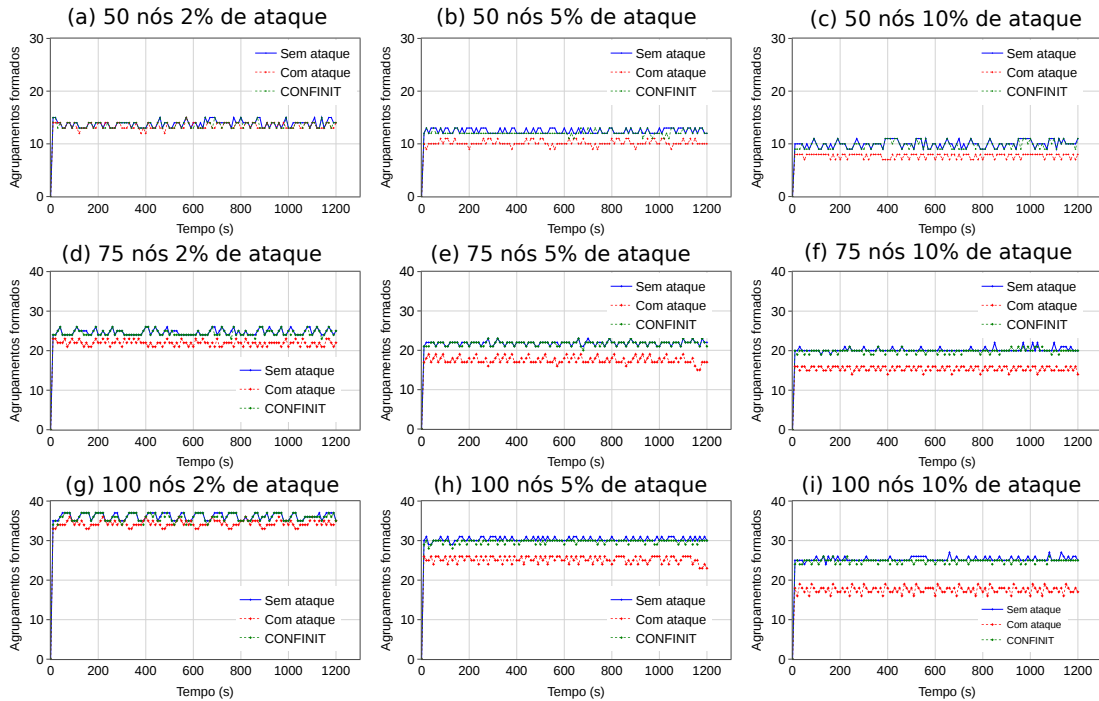 (a) 50 nós 2% de ataque
Agrupamentos formados
30
20
10
0
Sem ataque
Com ataque
CONFINIT
0 200 400 600 800 1000 1200
Tempo (s)
(b) 50 nós 5% de ataque
Agrupamentos formados
30
20
10
0
Sem ataque
Com ataque
CONFINIT
0 200 400 600 800 1000 1200
Tempo (s)
(c) 50 nós 10% de ataque
Agrupamentos formados
30
20
10
0
Sem ataque
Com ataque
CONFINIT
0 200 400 600 800 1000 1200
Tempo (s)
(d) 75 nós 2% de ataque
Agrupamentos formados
40
30
20
10
0
Sem ataque
Com ataque
CONFINIT
0 200 400 600 800 1000 1200
Tempo (s)
(e) 75 nós 5% de ataque
Agrupamentos formados
40
30
20
10
0
Sem ataque
Com ataque
CONFINIT
0 200 400 600 800 1000 1200
Tempo (s)
(f) 75 nós 10% de ataque
Agrupamentos formados
40
30
20
10
0
Sem ataque
Com ataque
CONFINIT
0 200 400 600 800 1000 1200
Tempo (s)
(g) 100 nós 2% de ataque
Agrupamentos formados
40
30
20
10
0
Sem ataque
Com ataque
CONFINIT
0 200 400 600 800 1000 1200
Tempo (s)
(h) 100 nós 5% de ataque
Agrupamentos formados
40
30
20
10
0
Sem ataque
Com ataque
CONFINIT
0 200 400 600 800 1000 1200
Tempo (s)
(i) 100 nós 10% de ataque
Agrupamentos formados
40
30
20
10
0
Sem ataque
Com ataque
CONFINIT
0 200 400 600 800 1000 1200
Tempo (s)